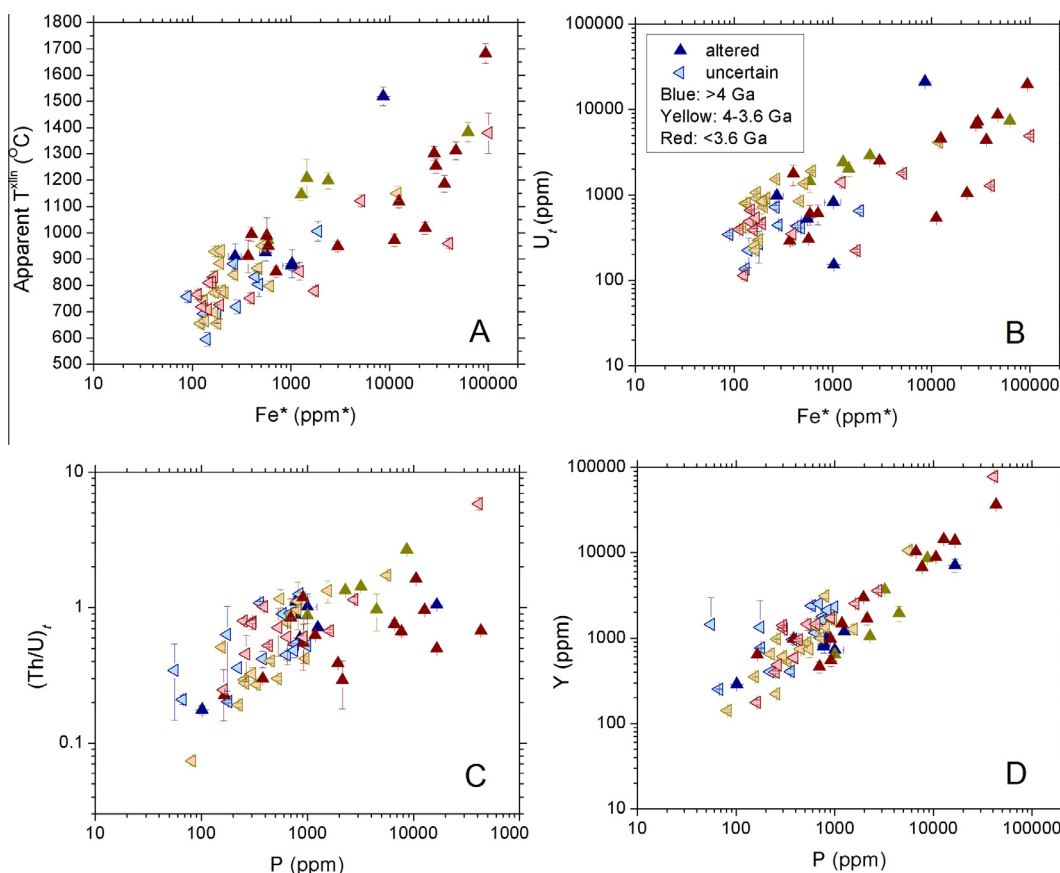 1700
1600
1500
1400
1300
1200
1100
1000
900
800
700
600
500
Apparent T^xlln (°C)
10 100 1000 10000 100000
Fe* (ppm*)
A
100000
10000
1000
100
10
U_t (ppm)
altered
uncertain
Blue: >4 Ga
Yellow: 4-3.6 Ga
Red: <3.6 Ga
10 100 1000 10000 100000
Fe* (ppm*)
B
10
1
0.1
(Th/U)_t
10 100 1000 10000 1000
P (ppm)
C
100000
10000
1000
100
10
Y (ppm)
10 100 1000 10000 100000
P (ppm)
D